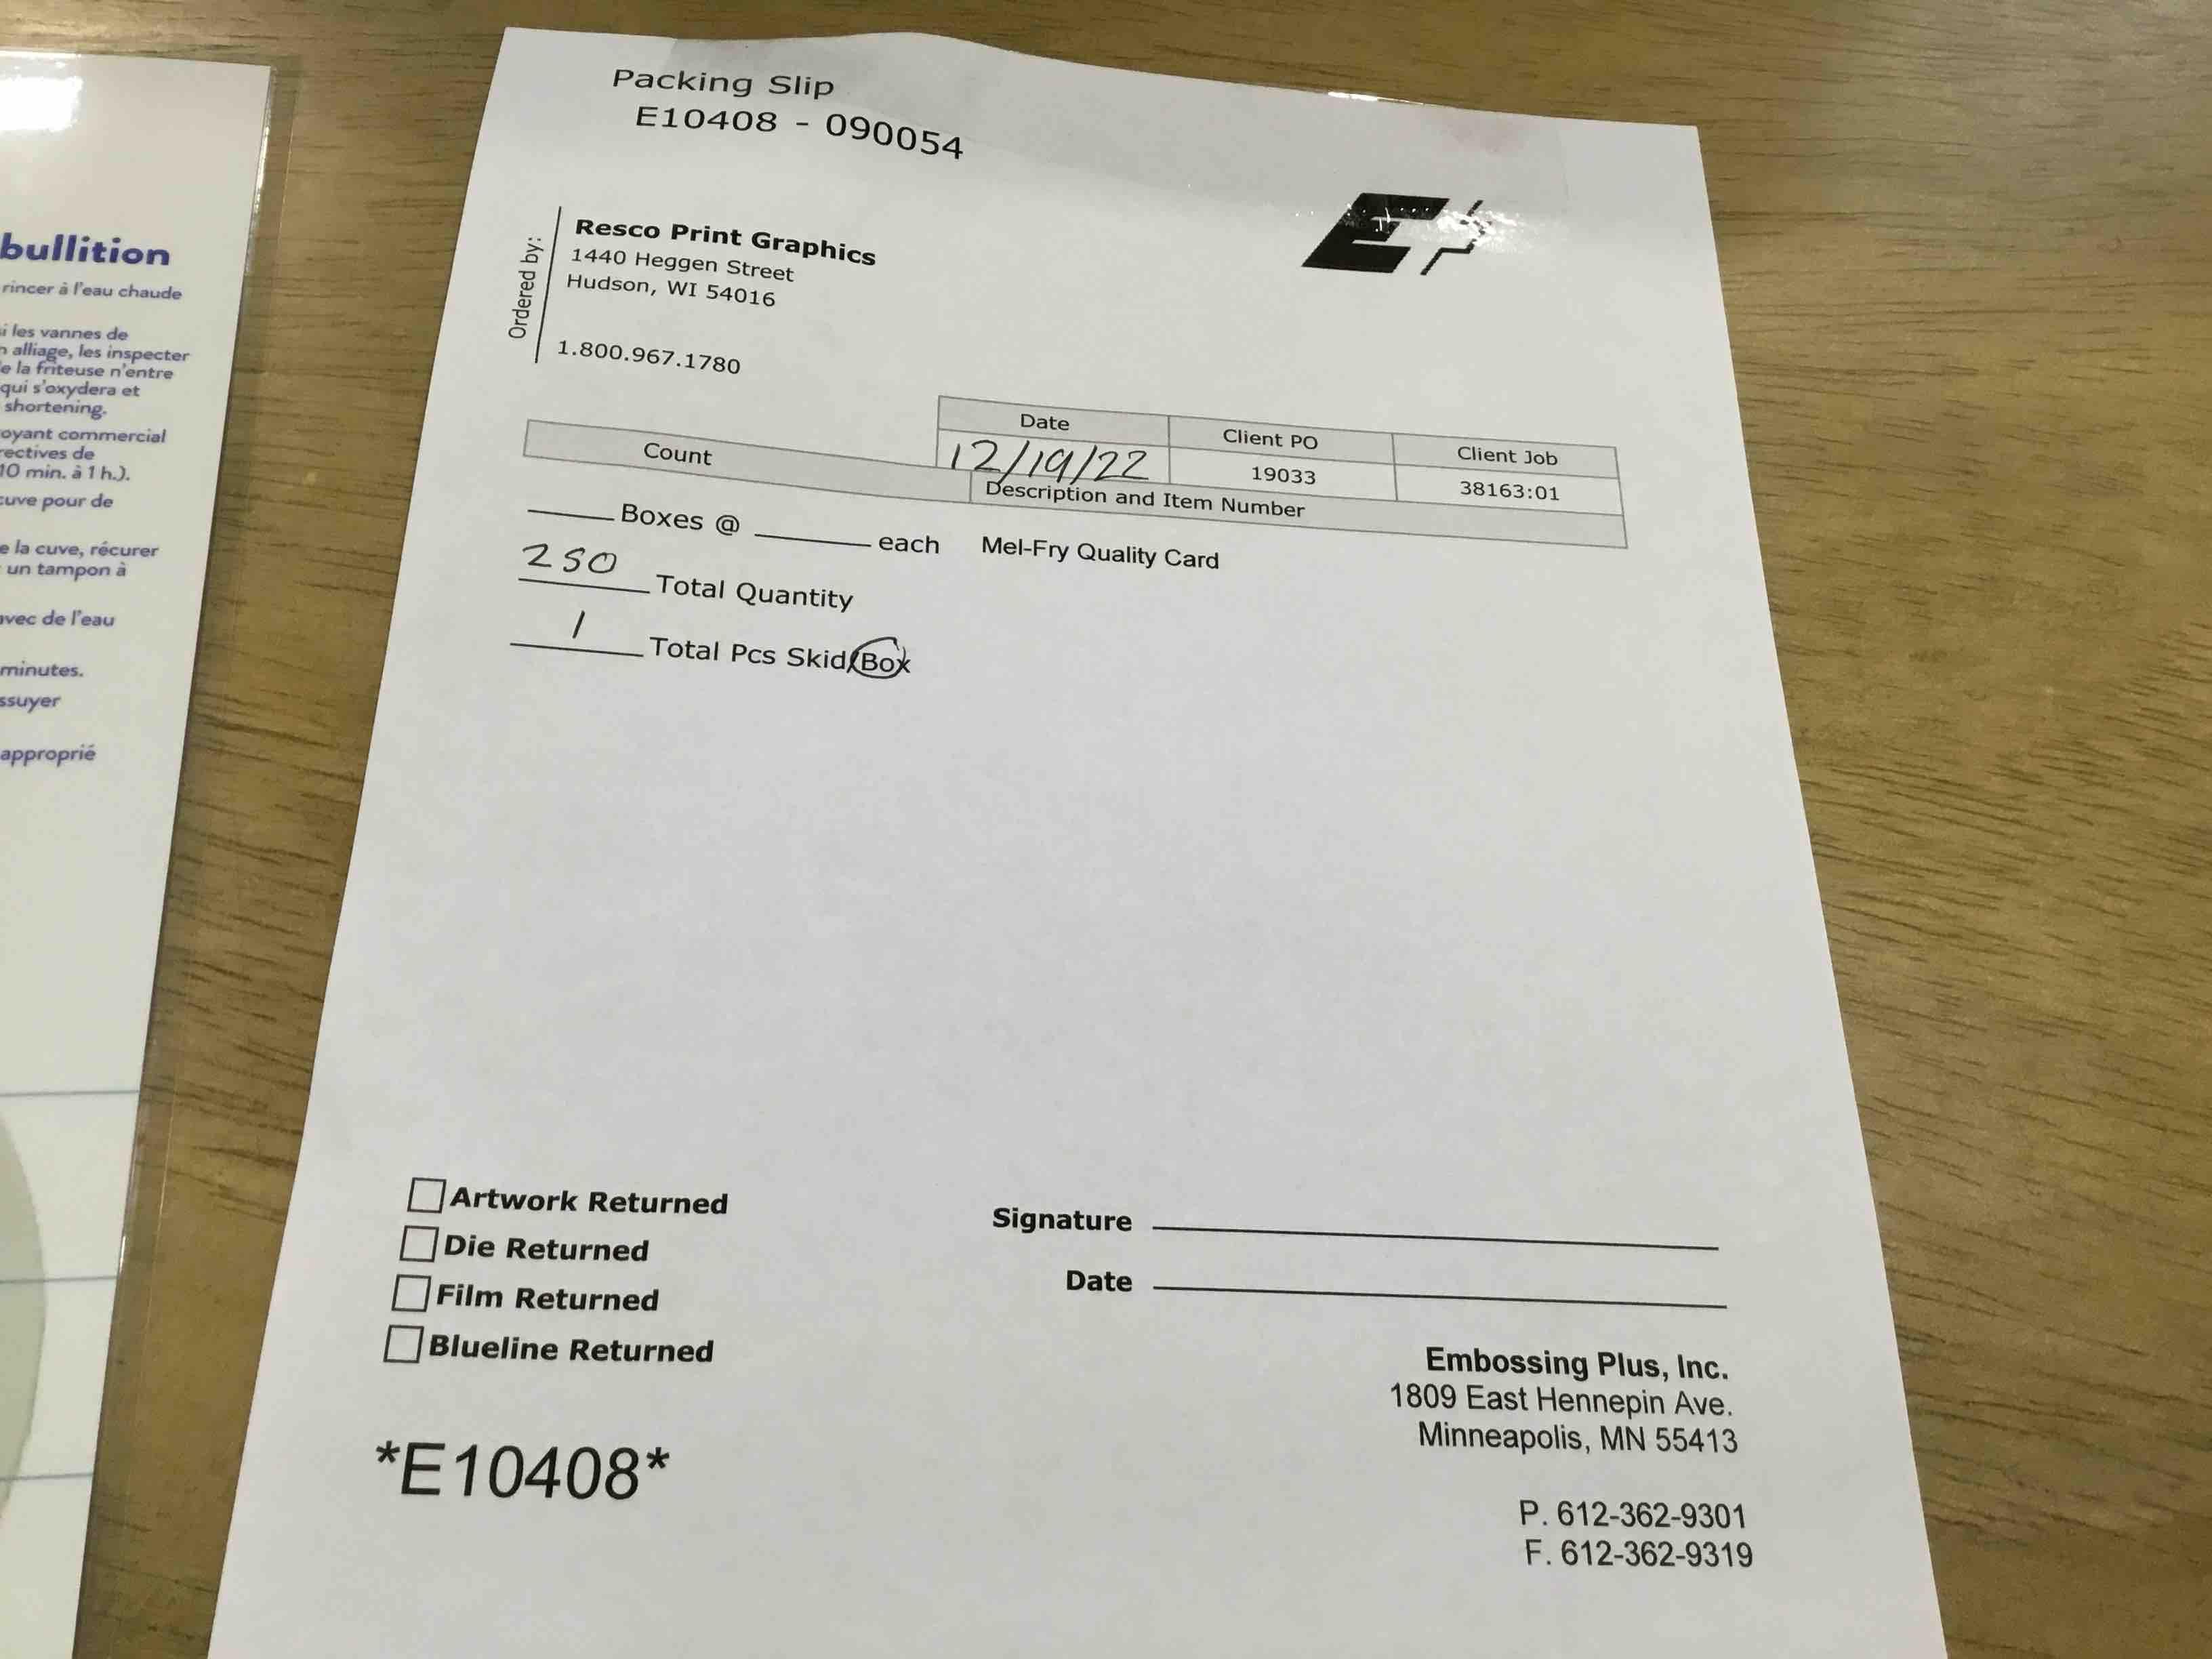 bullition
rincer à l'eau chaude
i les vannes de
alliage, les inspecter
e la friteuse n'entre
qui s'oxydera et
shortening.
oyant commercial
rectives de
10 min. à 1 h.).
cuve pour de
e la cuve, récurer
un tampon à
avec de l'eau
minutes.
ssuyer
approprié
Packing Slip
E10408 - 090054
Ordered by:
Resco Print Graphics
1440 Heggen Street
Hudson, WI 54016
1.800.967.1780
E+
Date Client PO Client Job
12/19/22 19033 38163:01
Count Description and Item Number
____ Boxes @ ____ each Mel-Fry Quality Card
250 Total Quantity
1 Total Pcs Skid/Box
Artwork Returned
Die Returned
Film Returned
Blueline Returned
Signature
Date
Embossing Plus, Inc.
1809 East Hennepin Ave.
Minneapolis, MN 55413
P. 612-362-9301
F. 612-362-9319
*E10408*